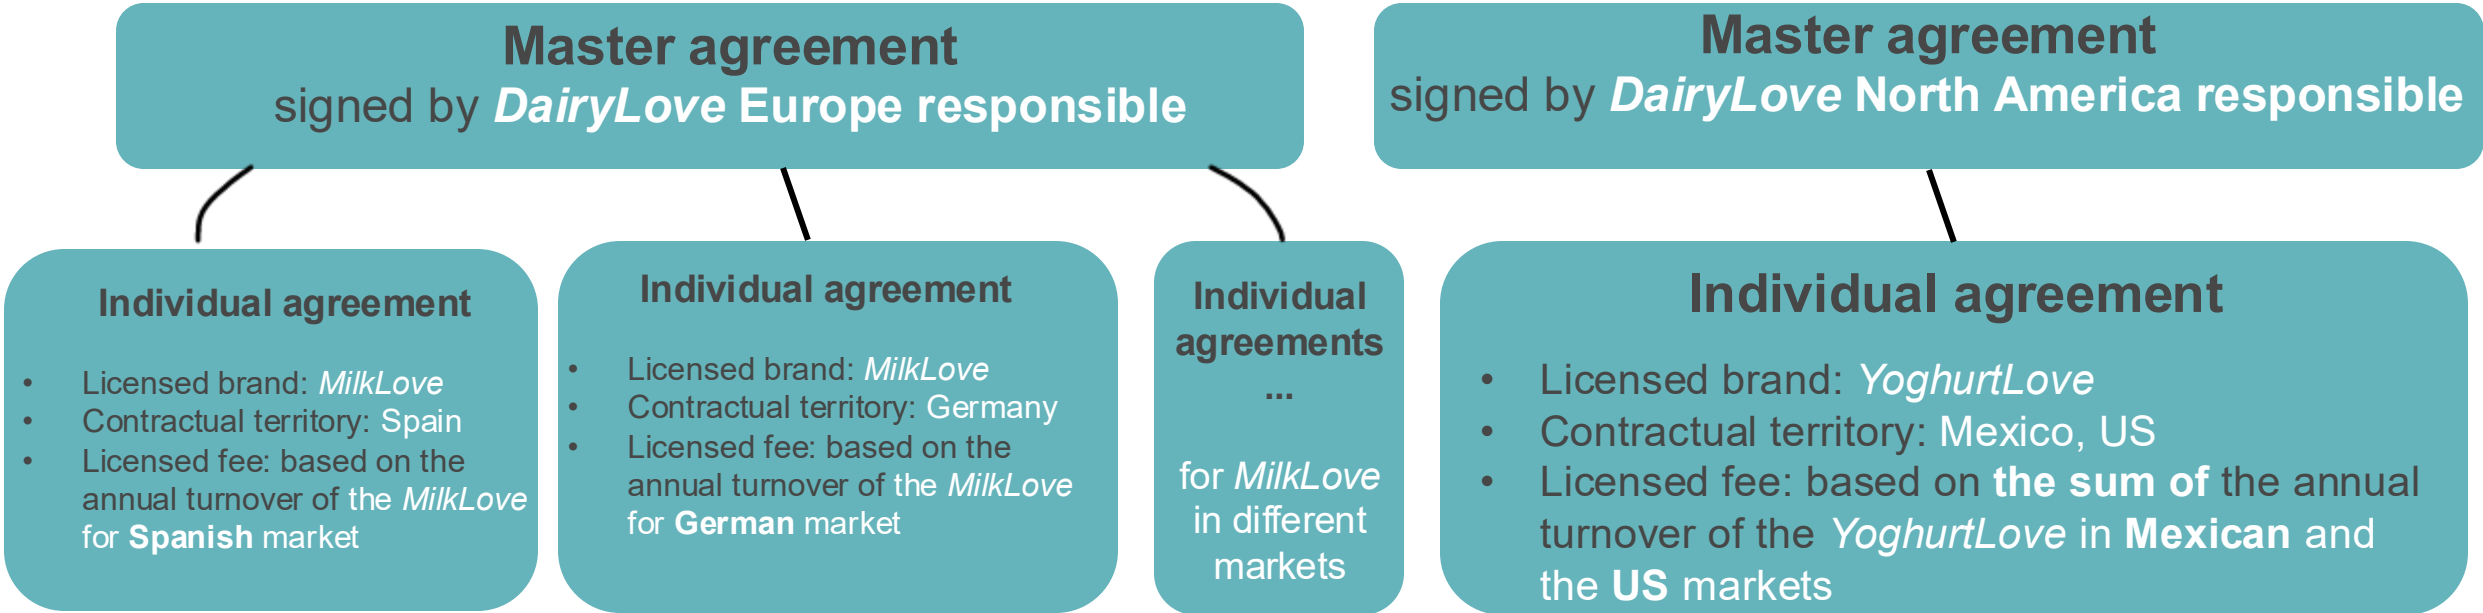 Master agreement
signed by DairyLove Europe responsible
Master agreement
signed by DairyLove North America responsible
Individual agreement
• Licensed brand: MilkLove
• Contractual territory: Spain
• Licensed fee: based on the
annual turnover of the MilkLove
for Spanish market
Individual agreement
• Licensed brand: MilkLove
• Contractual territory: Germany
• Licensed fee: based on the
annual turnover of the MilkLove
for German market
Individual
agreements
...
for MilkLove
in different
markets
Individual agreement
• Licensed brand: YoghurtLove
• Contractual territory: Mexico, US
• Licensed fee: based on the sum of the annual
turnover of the YoghurtLove in Mexican and
the US markets